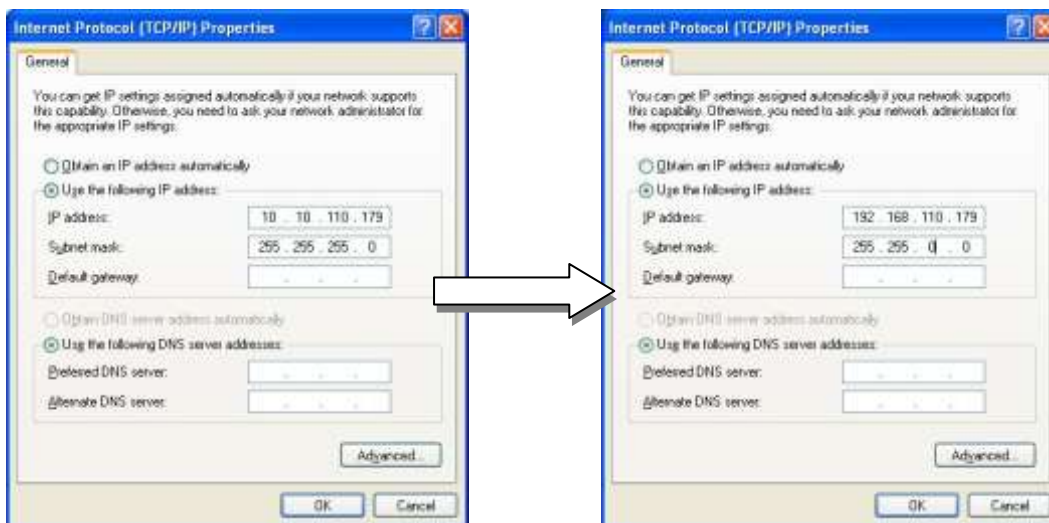 Internet Protocol (TCP/IP) Properties
General
You can get IP settings assigned automatically if your network supports
this capability. Otherwise, you need to ask your network administrator for
the appropriate IP settings.
Obtain an IP address automatically
Use the following IP address:
IP address: 10 . 10 . 110 . 179
Subnet mask: 255 . 255 . 255 . 0
Default gateway: . . .
Obtain DNS server address automatically
Use the following DNS server addresses:
Preferred DNS server: . . .
Alternate DNS server: . . .
Advanced...
OK Cancel
Internet Protocol (TCP/IP) Properties
General
You can get IP settings assigned automatically if your network supports
this capability. Otherwise, you need to ask your network administrator for
the appropriate IP settings.
Obtain an IP address automatically
Use the following IP address:
IP address: 192 . 168 . 110 . 179
Subnet mask: 255 . 255 . 0 . 0
Default gateway: . . .
Obtain DNS server address automatically
Use the following DNS server addresses:
Preferred DNS server: . . .
Alternate DNS server: . . .
Advanced...
OK Cancel